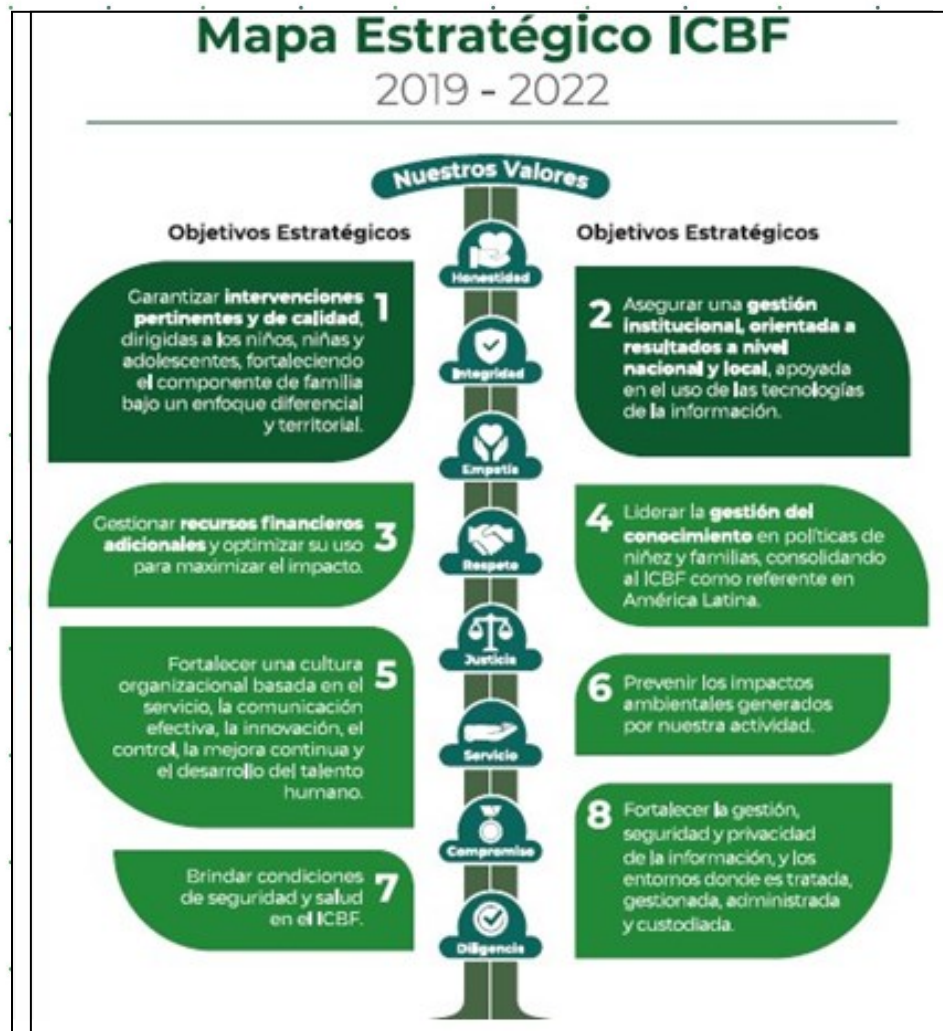 Mapa Estratégico ICBF
2019 - 2022
Nuestros Valores
Objetivos Estratégicos
Objetivos Estratégicos
Honestidad
Integridad
Empatía
Respeto
Justicia
Servicio
Compromiso
Diligencia
1
Garantizar intervenciones
pertinentes y de calidad,
dirigidas a los niños, niñas y
adolescentes, fortaleciendo
el componente de familia
bajo un enfoque diferencial
y territorial.
2
Asegurar una gestión
institucional, orientada a
resultados a nivel
nacional y local, apoyada
en el uso de las tecnologías
de la información.
3
Gestionar recursos financieros
adicionales y optimizar su uso
para maximizar el impacto.
4
Liderar la gestión del
conocimiento en políticas de
niñez y familias, consolidando
al ICBF como referente en
América Latina.
5
Fortalecer una cultura
organizacional basada en el
servicio, la comunicación
efectiva, la innovación, el
control, la mejora continua y
el desarrollo del talento
humano.
6
Prevenir los impactos
ambientales generados
por nuestra actividad.
7
Brindar condiciones
de seguridad y salud
en el ICBF.
8
Fortalecer la gestión,
seguridad y privacidad
de la información, y los
entornos donde es tratada,
gestionada, administrada
y custodiada.